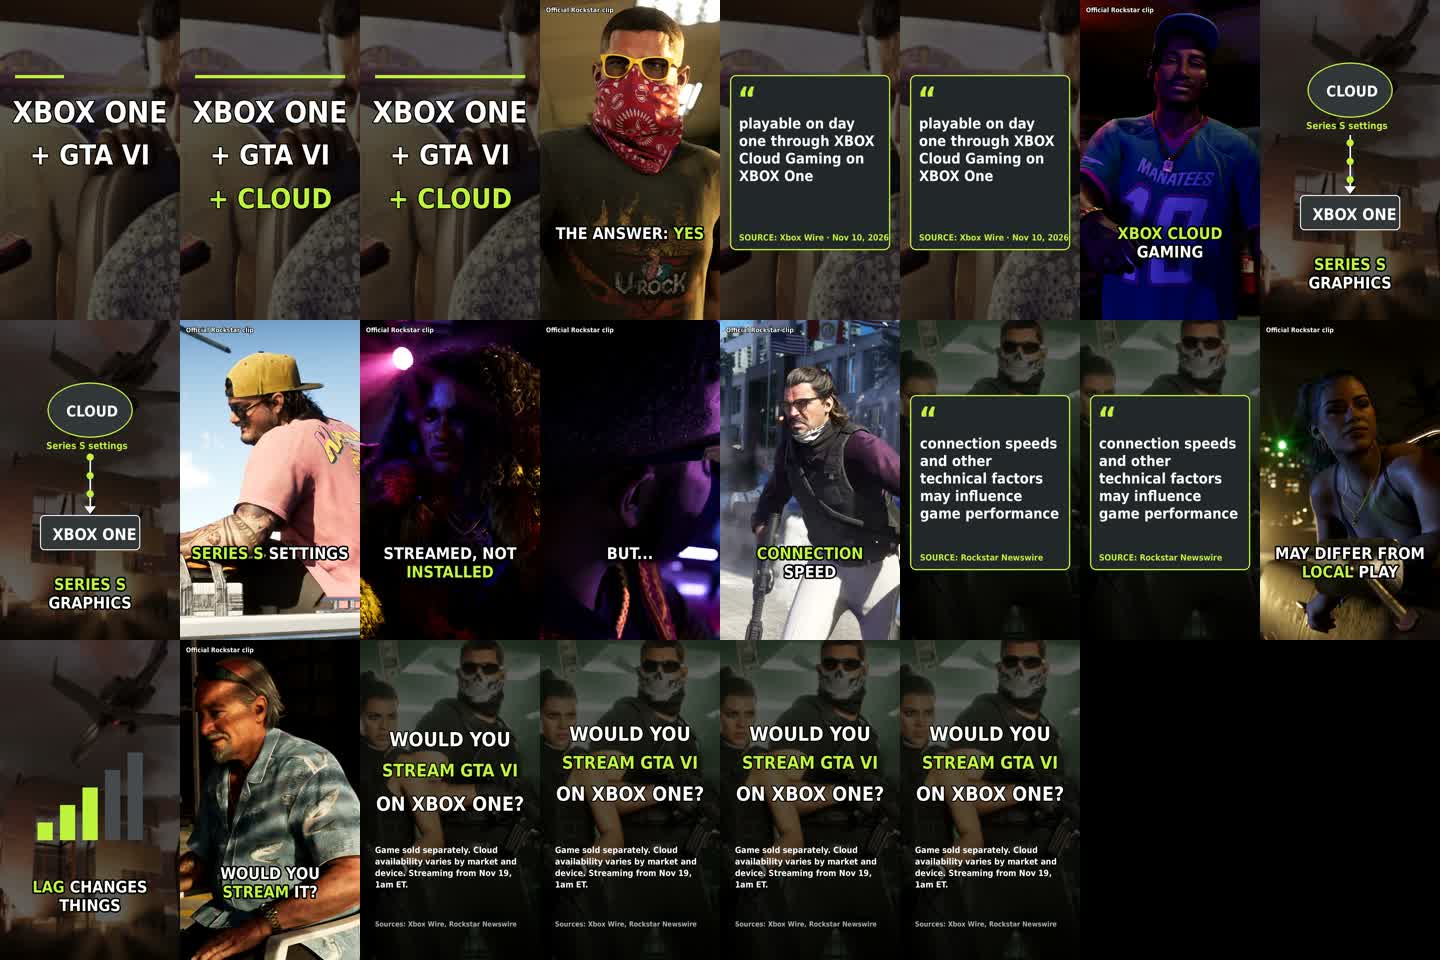 XBOX ONE
+ GTA VI
XBOX ONE
+ GTA VI
+ CLOUD
XBOX ONE
+ GTA VI
+ CLOUD
Official Rockstar clip
U-ROCK
THE ANSWER: YES
“
playable on day
one through XBOX
Cloud Gaming on
XBOX One
SOURCE: Xbox Wire · Nov 10, 2026
“
playable on day
one through XBOX
Cloud Gaming on
XBOX One
SOURCE: Xbox Wire · Nov 10, 2026
Official Rockstar clip
MANATEES
XBOX CLOUD
GAMING
CLOUD
Series S settings
XBOX ONE
SERIES S
GRAPHICS
CLOUD
Series S settings
XBOX ONE
SERIES S
GRAPHICS
Official Rockstar clip
SERIES S SETTINGS
Official Rockstar clip
STREAMED, NOT
INSTALLED
Official Rockstar clip
BUT...
Official Rockstar clip
CONNECTION
SPEED
“
connection speeds
and other
technical factors
may influence
game performance
SOURCE: Rockstar Newswire
“
connection speeds
and other
technical factors
may influence
game performance
SOURCE: Rockstar Newswire
Official Rockstar clip
MAY DIFFER FROM
LOCAL PLAY
LAG CHANGES
THINGS
Official Rockstar clip
WOULD YOU
STREAM IT?
WOULD YOU
STREAM GTA VI
ON XBOX ONE?
Game sold separately. Cloud
availability varies by market and
device. Streaming from Nov 19,
1am ET.
Sources: Xbox Wire, Rockstar Newswire
WOULD YOU
STREAM GTA VI
ON XBOX ONE?
Game sold separately. Cloud
availability varies by market and
device. Streaming from Nov 19,
1am ET.
Sources: Xbox Wire, Rockstar Newswire
WOULD YOU
STREAM GTA VI
ON XBOX ONE?
Game sold separately. Cloud
availability varies by market and
device. Streaming from Nov 19,
1am ET.
Sources: Xbox Wire, Rockstar Newswire
WOULD YOU
STREAM GTA VI
ON XBOX ONE?
Game sold separately. Cloud
availability varies by market and
device. Streaming from Nov 19,
1am ET.
Sources: Xbox Wire, Rockstar Newswire